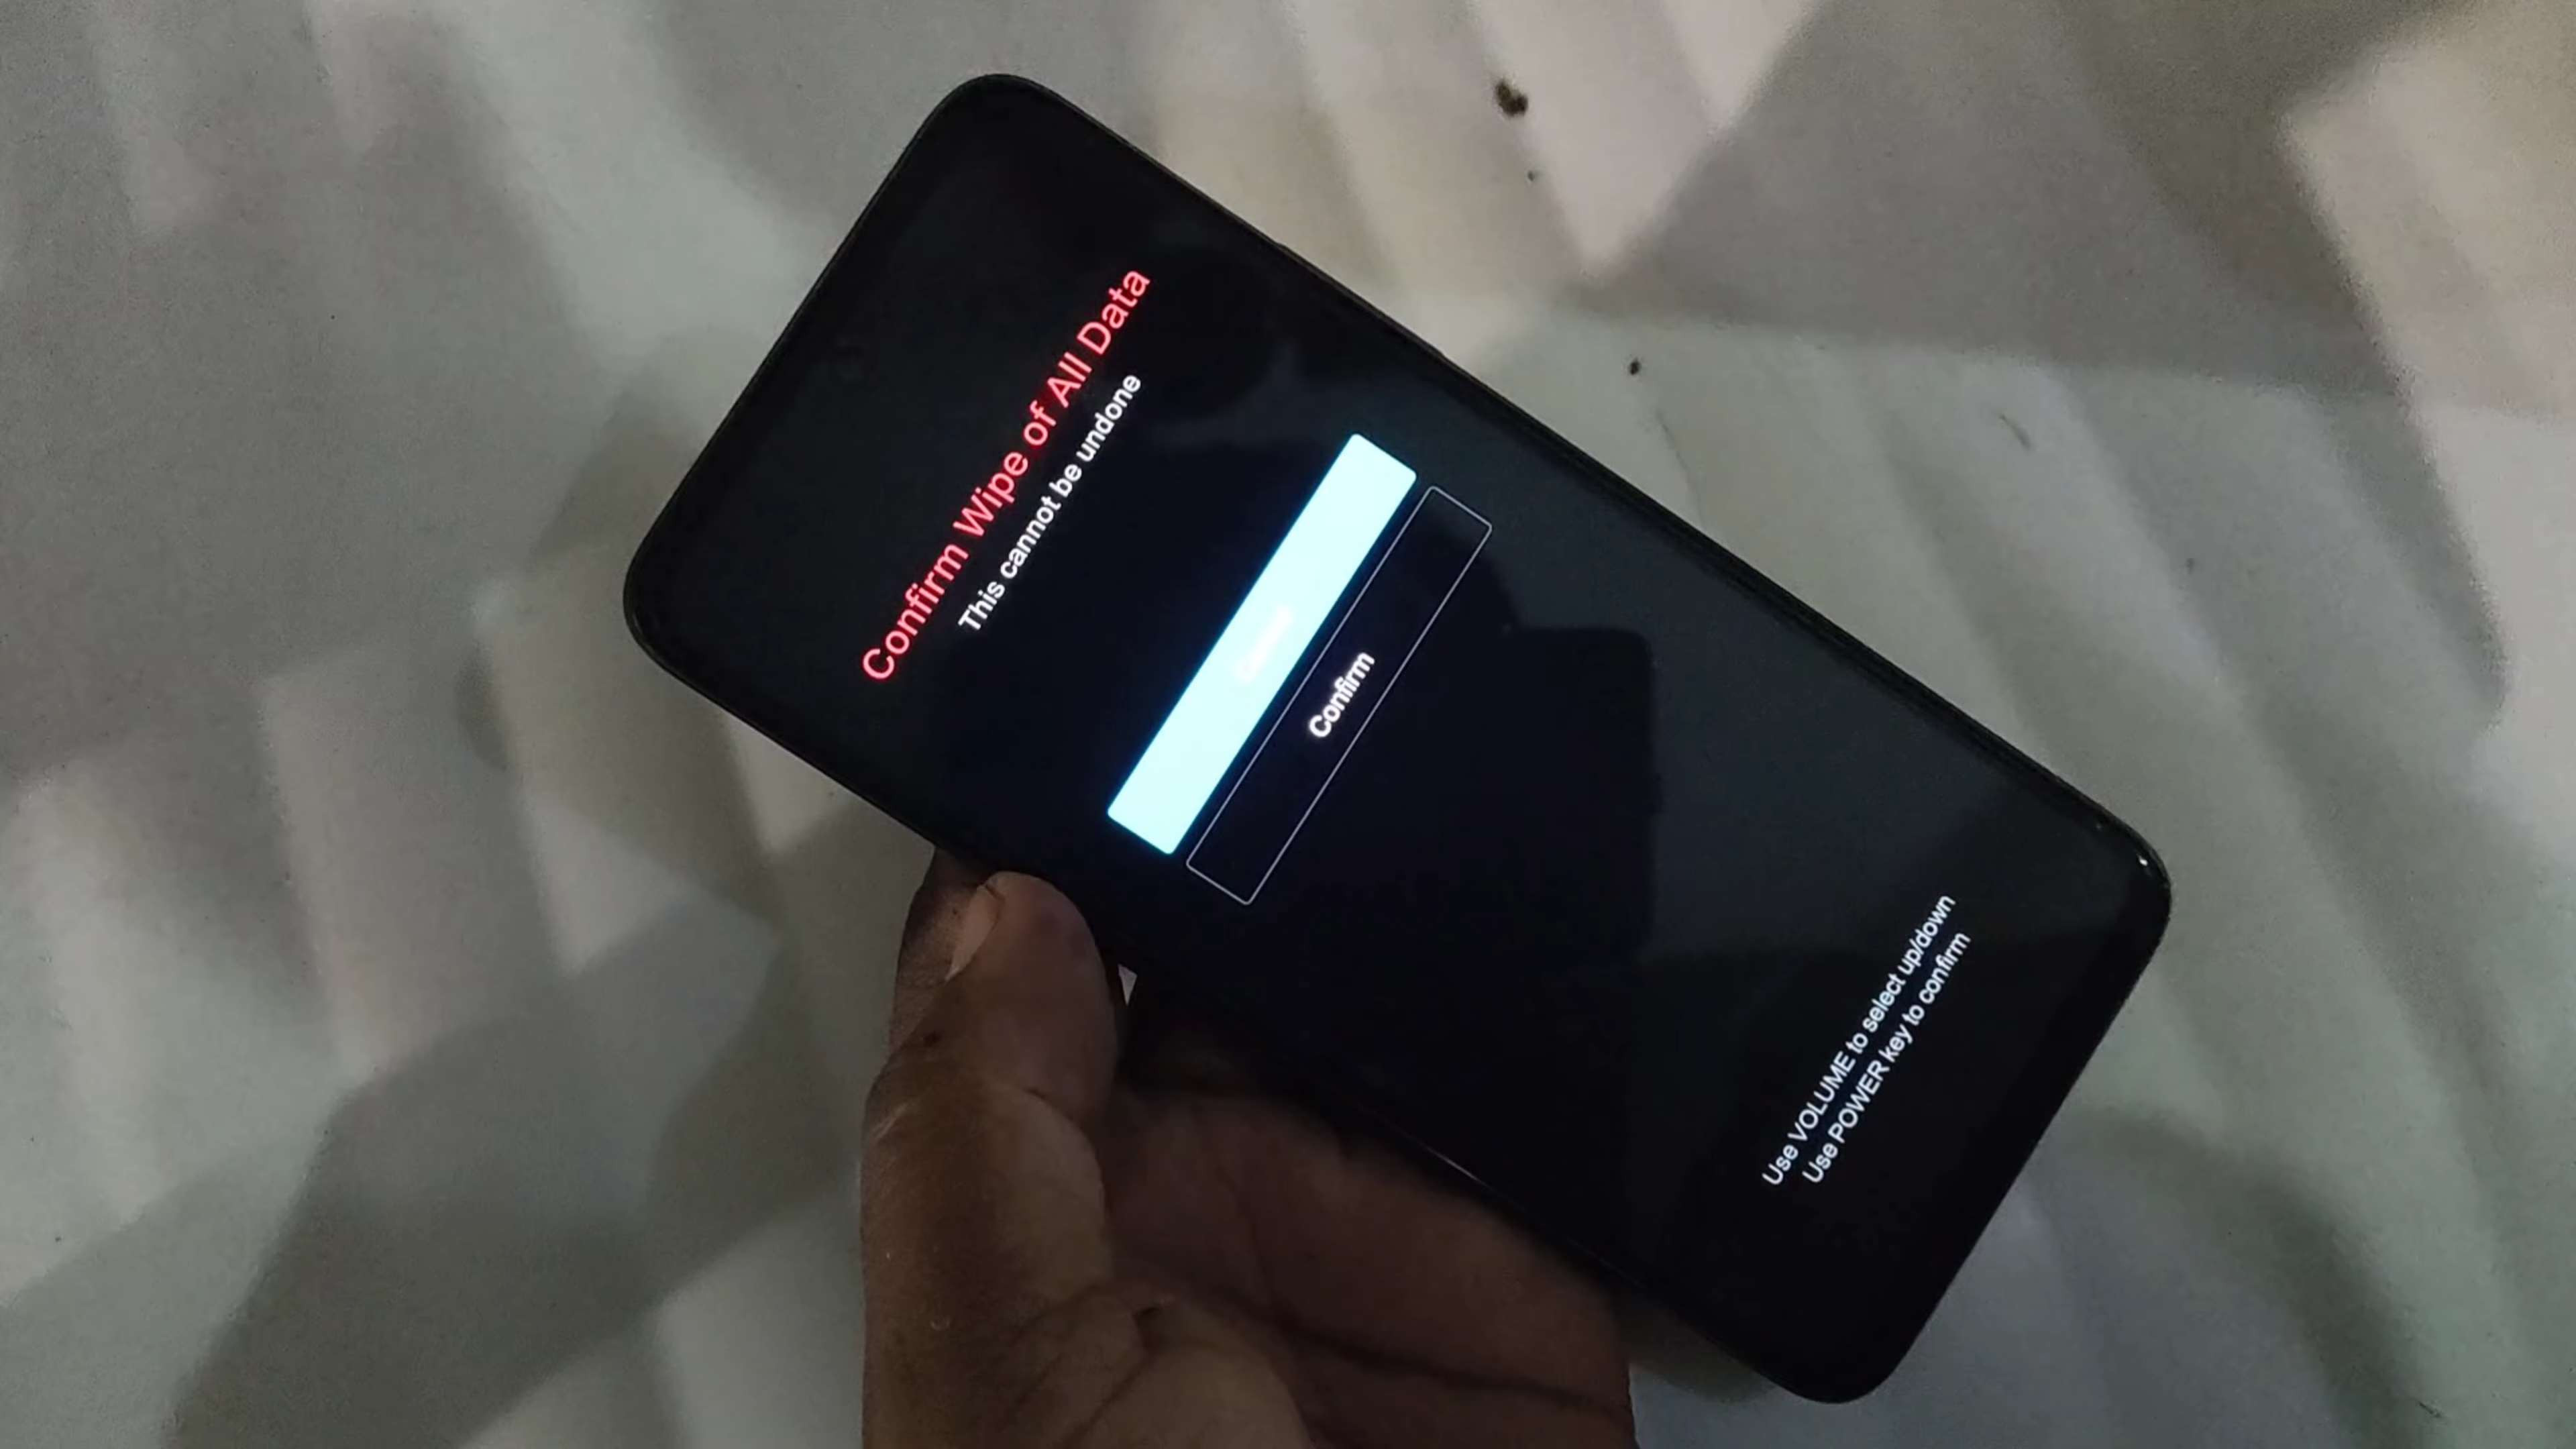 Confirm Wipe of All Data
This cannot be undone
Confirm
Use VOLUME to select up/down
Use POWER key to confirm